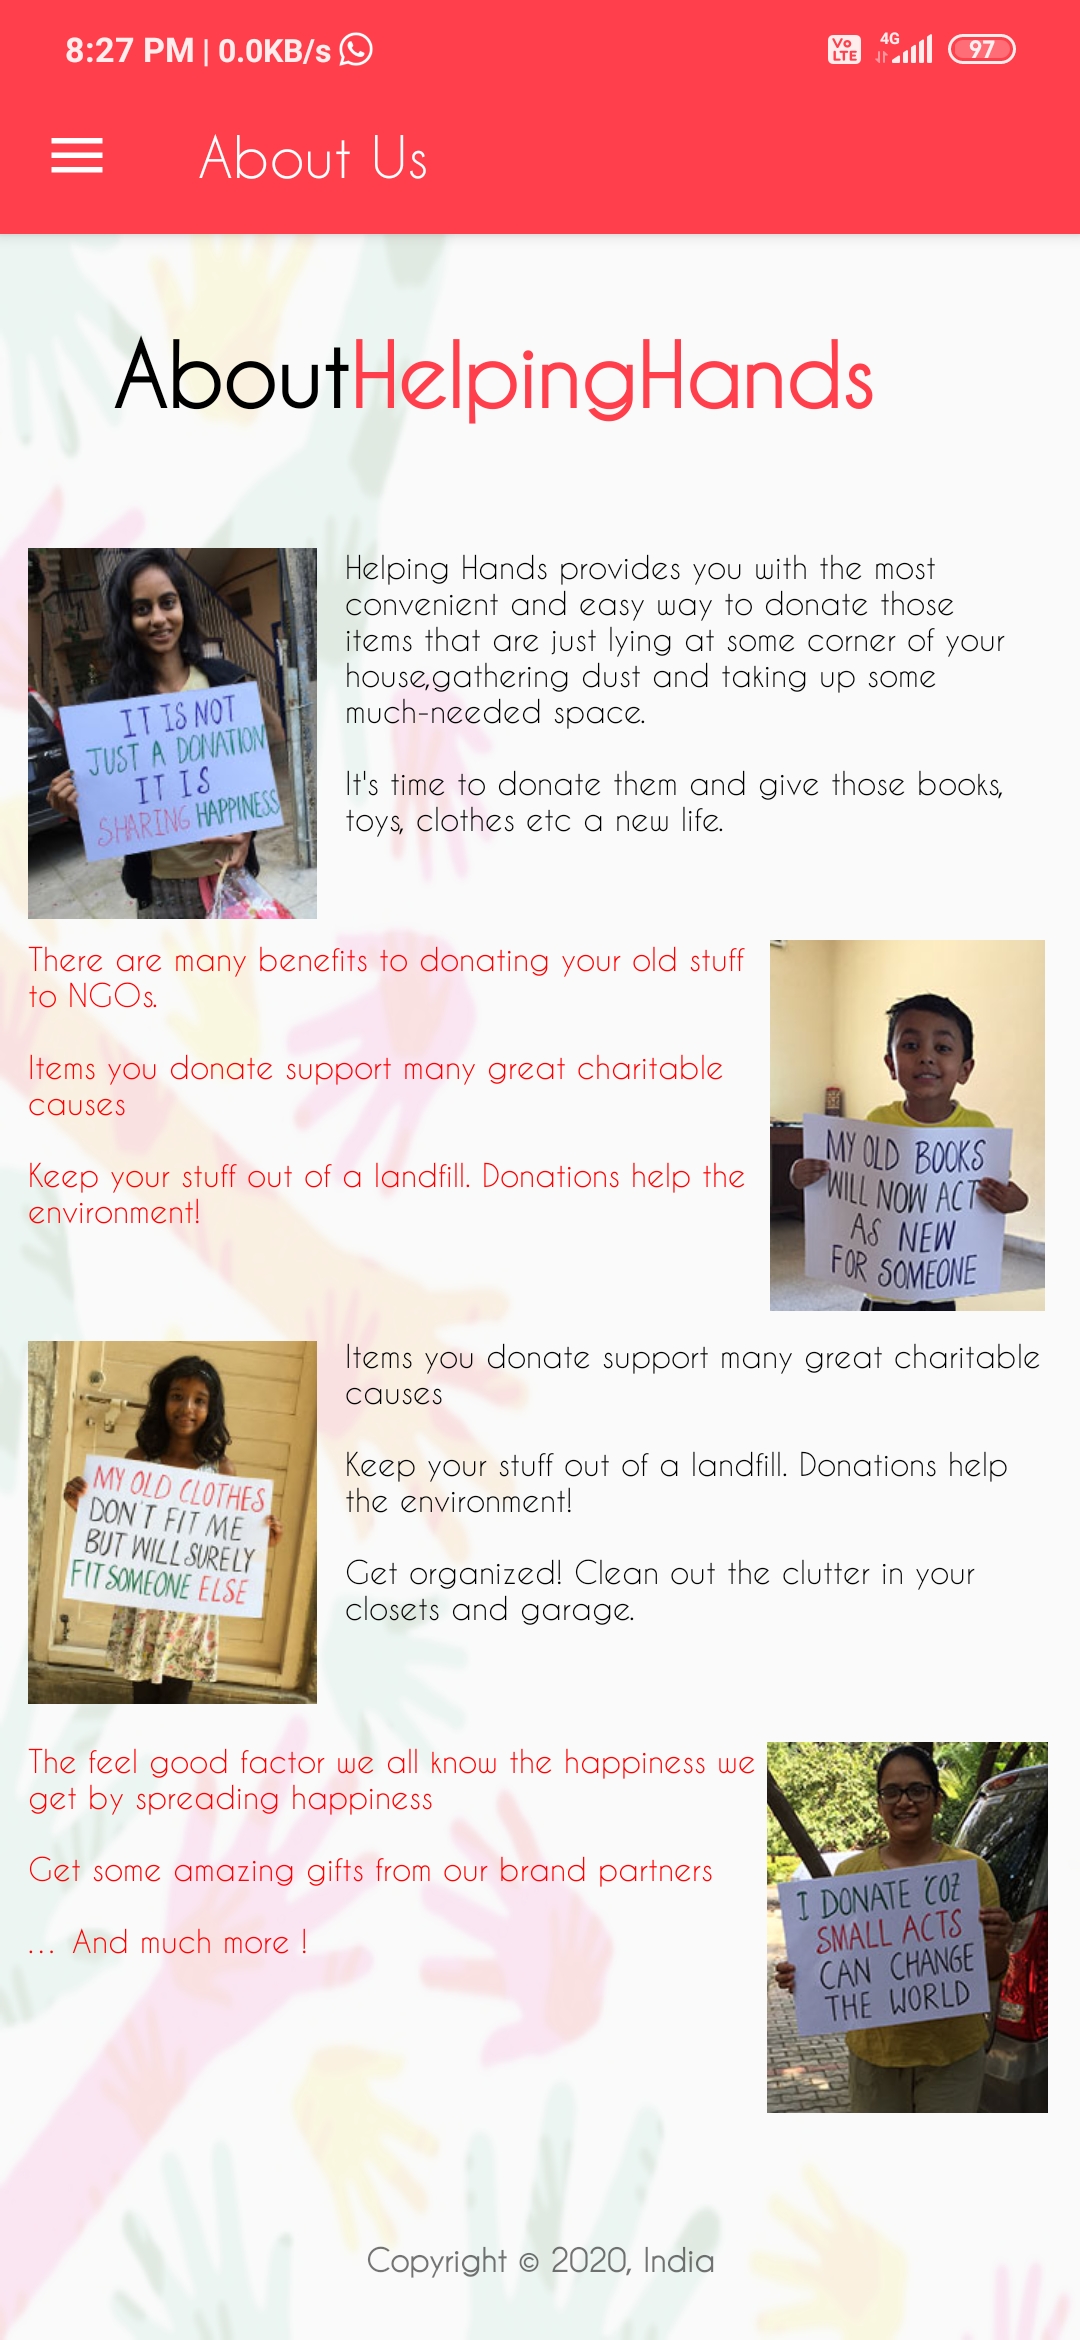 8:27 PM | 0.0KB/s
Vo
LTE
4G
97
About Us
AboutHelpingHands
IT IS NOT
JUST A DONATION
IT IS
SHARING HAPPINESS
Helping Hands provides you with the most
convenient and easy way to donate those
items that are just lying at some corner of your
house,gathering dust and taking up some
much-needed space.
It's time to donate them and give those books,
toys, clothes etc a new life.
There are many benefits to donating your old stuff
to NGOs.
Items you donate support many great charitable
causes
Keep your stuff out of a landfill. Donations help the
environment!
MY OLD BOOKS
WILL NOW ACT
AS NEW
FOR SOMEONE
MY OLD CLOTHES
DON'T FIT ME
BUT WILL SURELY
FIT SOMEONE ELSE
Items you donate support many great charitable
causes
Keep your stuff out of a landfill. Donations help
the environment!
Get organized! Clean out the clutter in your
closets and garage.
The feel good factor we all know the happiness we
get by spreading happiness
Get some amazing gifts from our brand partners
... And much more !
I DONATE 'COZ
SMALL ACTS
CAN CHANGE
THE WORLD
Copyright © 2020, India